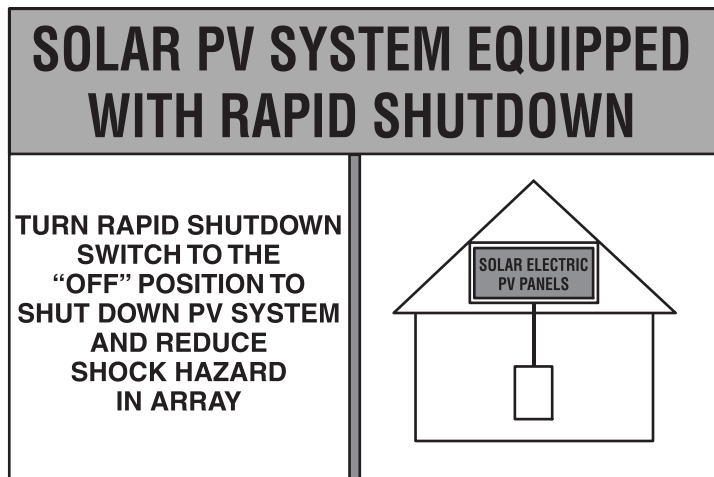 SOLAR PV SYSTEM EQUIPPED
WITH RAPID SHUTDOWN
TURN RAPID SHUTDOWN
SWITCH TO THE
“OFF” POSITION TO
SHUT DOWN PV SYSTEM
AND REDUCE
SHOCK HAZARD
IN ARRAY
SOLAR ELECTRIC
PV PANELS